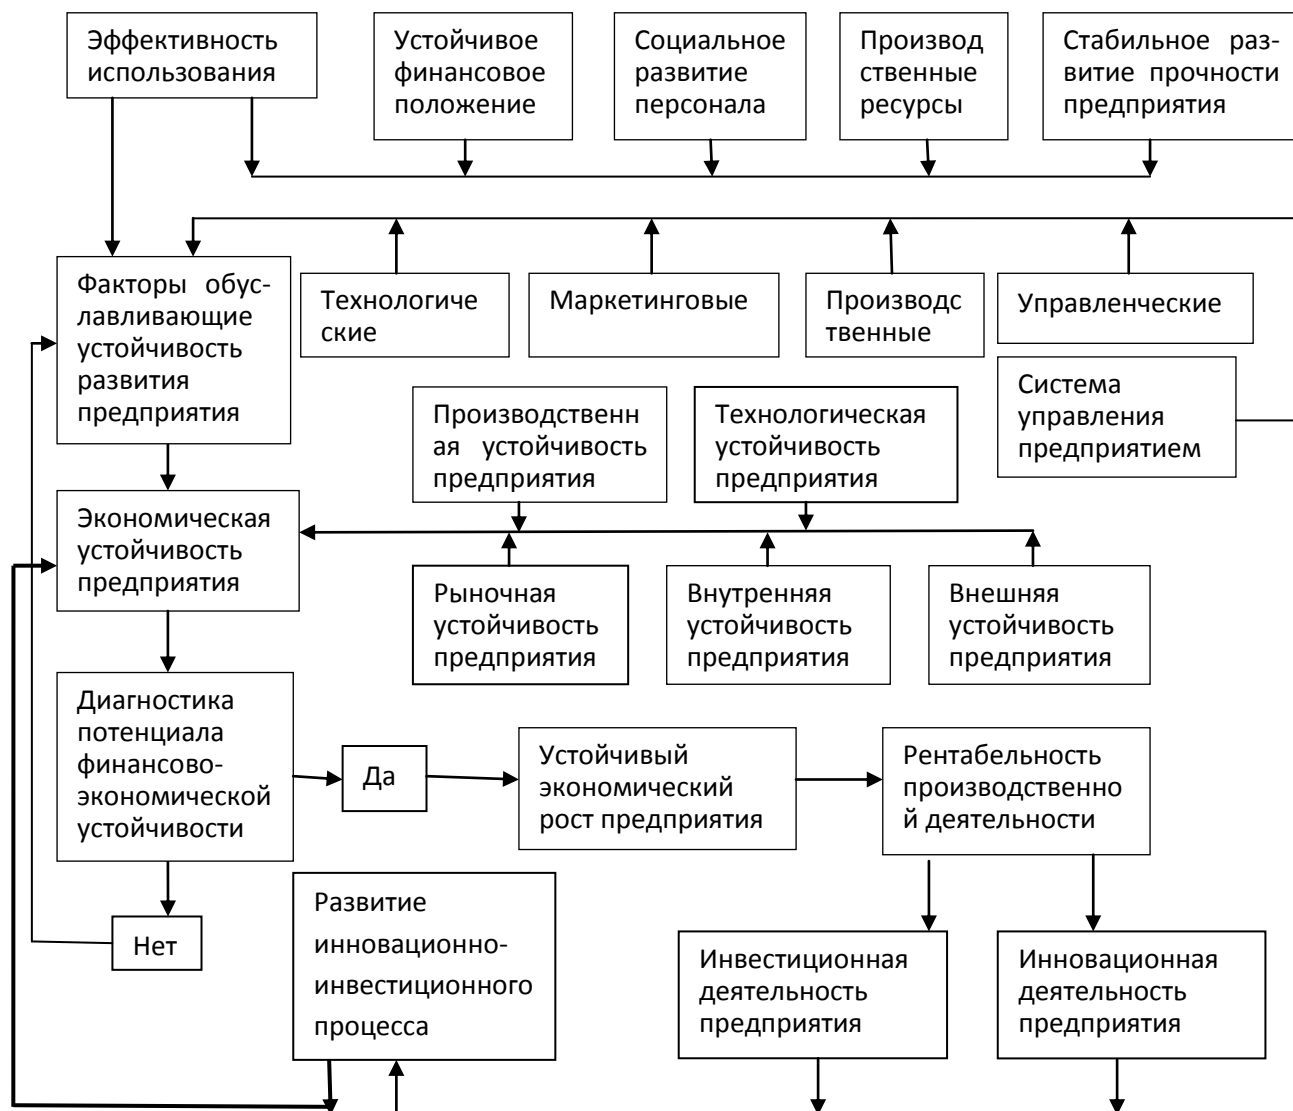 Эффективность
использования
Устойчивое
финансовое
положение
Социальное
развитие
персонала
Производ
ственные
ресурсы
Стабильное раз-
витие прочности
предприятия
Факторы обус-
лавливающие
устойчивость
развития
предприятия
Технологиче
ские
Маркетинговые
Производс
твенные
Управленческие
Система
управления
предприятием
Производственн
ая устойчивость
предприятия
Технологическая
устойчивость
предприятия
Экономическая
устойчивость
предприятия
Рыночная
устойчивость
предприятия
Внутренняя
устойчивость
предприятия
Внешняя
устойчивость
предприятия
Диагностика
потенциала
финансово-
экономической
устойчивости
Да
Устойчивый
экономический
рост предприятия
Рентабельность
производственно
й деятельности
Нет
Развитие
инновационно-
инвестиционного
процесса
Инвестиционная
деятельность
предприятия
Инновационная
деятельность
предприятия